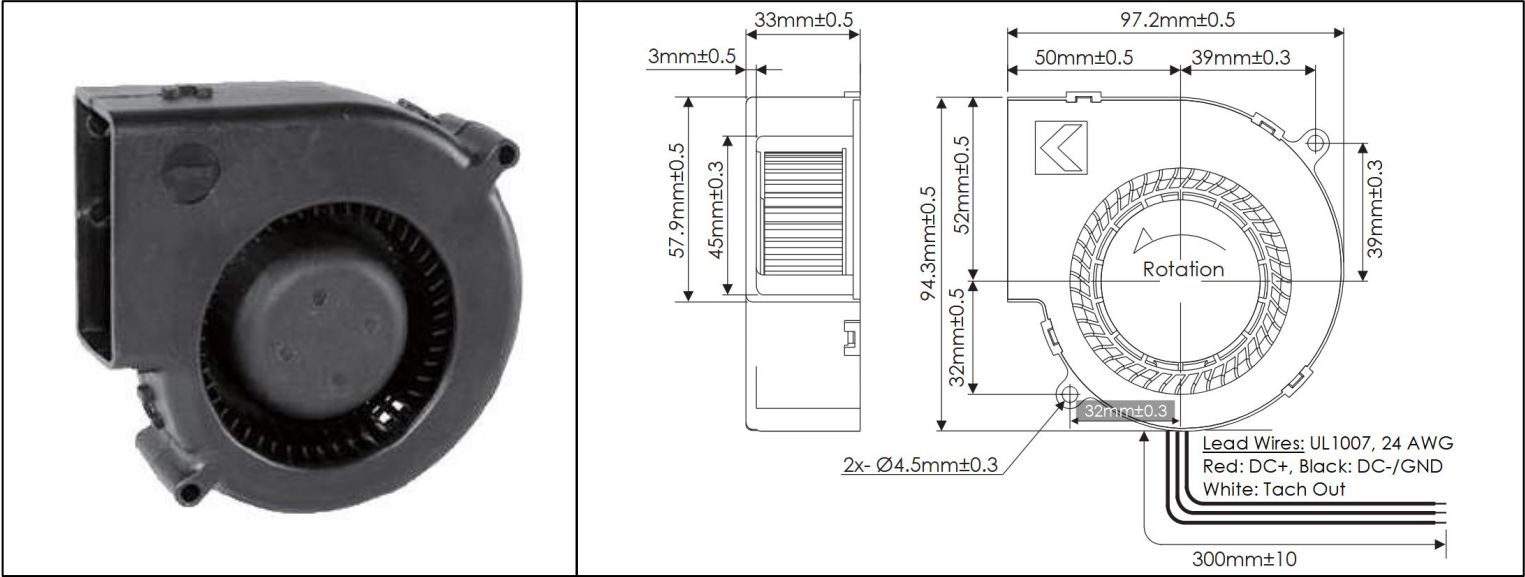 33mm±0.5
97.2mm±0.5
3mm±0.5
50mm±0.5
39mm±0.3
57.9mm±0.5
45mm±0.3
94.3mm±0.5
52mm±0.5
39mm±0.3
Rotation
32mm±0.5
32mm±0.3
2x- Ø4.5mm±0.3
Lead Wires: UL1007, 24 AWG
Red: DC+, Black: DC-/GND
White: Tach Out
300mm±10